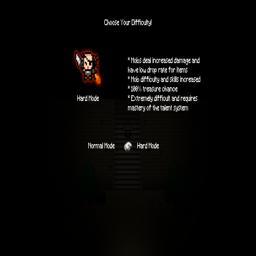 Choose Your Difficulty!
* Mobs deal increased damage and
have low drop rate for items
* Mob difficulty and skills increased
* 100% treasure chance
* Extremely difficult and requires
mastery of the talent system
Hard Mode
Normal Mode
Hard Mode